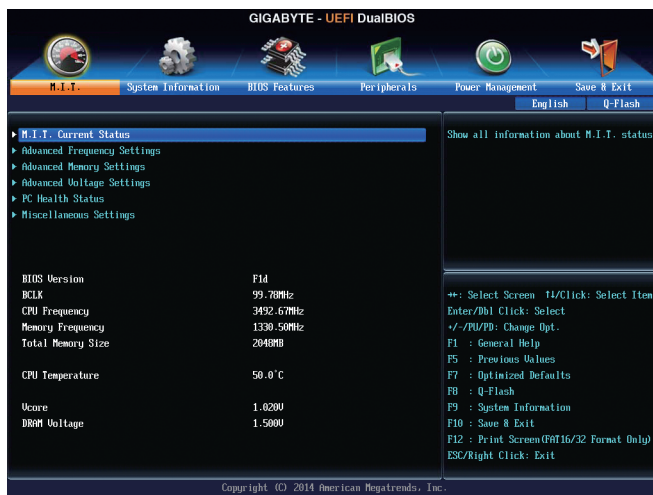 GIGABYTE - UEFI DualBIOS
M.I.T. System Information BIOS Features Peripherals Power Management Save & Exit
English Q-Flash
M.I.T. Current Status
Advanced Frequency Settings
Advanced Memory Settings
Advanced Voltage Settings
PC Health Status
Miscellaneous Settings
Show all information about M.I.T. status
BIOS Version F1d
BCLK 99.78MHz
CPU Frequency 3492.67MHz
Memory Frequency 1330.50MHz
Total Memory Size 2048MB
CPU Temperature 50.0°C
Vcore 1.020V
DRAM Voltage 1.500V
→←: Select Screen ↑↓/Click: Select Item
Enter/Dbl Click: Select
+/-/PU/PD: Change Opt.
F1 : General Help
F5 : Previous Values
F7 : Optimized Defaults
F8 : Q-Flash
F9 : System Information
F10 : Save & Exit
F12 : Print Screen(FAT16/32 Format Only)
ESC/Right Click: Exit
Copyright (C) 2014 American Megatrends, Inc.